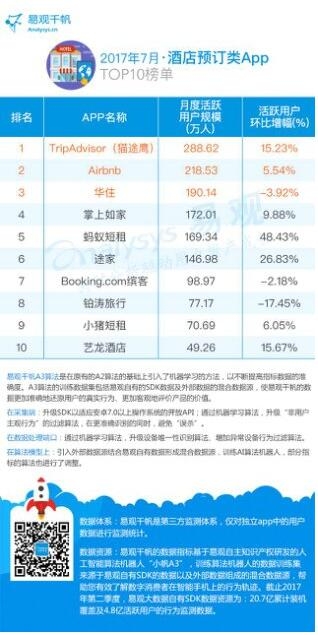 易观千帆
Analysys.cn
HOTEL
2017年7月·酒店预订类App
TOP10榜单
排名 APP名称 月度活跃用户规模(万人) 活跃用户环比增幅(%)
1 TripAdvisor（猫途鹰） 288.62 15.23%
2 Airbnb 218.53 5.54%
3 华住 190.14 -3.92%
4 掌上如家 172.01 9.88%
5 蚂蚁短租 169.34 48.43%
6 途家 146.98 26.83%
7 Booking.com缤客 98.97 -2.18%
8 铂涛旅行 77.17 -17.45%
9 小猪短租 70.69 6.05%
10 艺龙酒店 49.26 15.67%
易观千帆A3算法是在原有的A2算法的基础上引入了机器学习的方法，以不断提高指标数据的准
确度。A3算法的训练数据集包括易观自有的SDK数据及外部数据的混合数据源，使易观千帆的数
据更加准确地还原用户的真实行为、更加客观地评价产品的价值。
在采集端：升级SDK以适应安卓7.0以上操作系统的开放API；通过机器学习算法，升级“非用户
主观行为”的过滤算法，在更准确识别的同时，避免“误杀”。
在数据处理端口：通过机器学习算法，升级设备唯一性识别算法、增加异常设备行为过滤算法。
在算法模型上：引入外部数据源结合易观自有数据形成混合数据源，训练AI算法机器人，部分指
标的算法也进行了调整。
数据体系：易观千帆是第三方监测体系，仅对独立app中的用户
数据进行监测统计。
数据资源：易观千帆的数据指标基于易观自主知识产权研发的人
工智能算法机器人“小帆A3”，训练算法机器人的数据训练集
来源于易观自有SDK的数据以及外部数据组成的混合数据源，帮
助您有效了解数字消费者在智能手机上的行为轨迹。截止2017
年第二季度，易观大数据自有SDK数据资源为：20.7亿累计装机
覆盖及4.8亿活跃用户的行为监测数据。